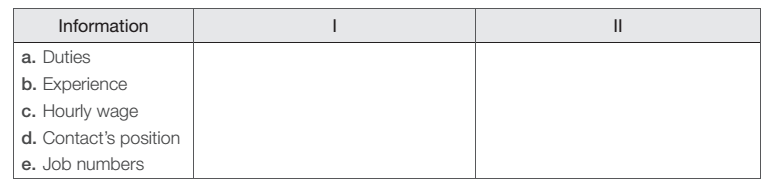 Information I II
a. Duties
b. Experience
c. Hourly wage
d. Contact's position
e. Job numbers